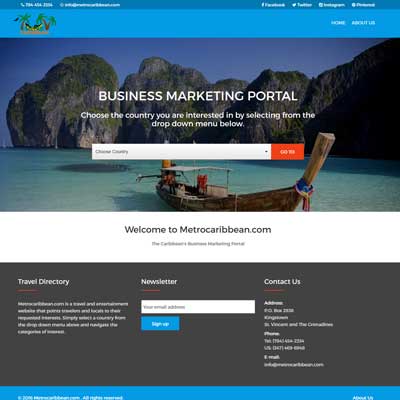 784 454 2334 info@metrocaribbean.com Facebook Twitter Instagram Pinterest
HOME ABOUT US
BUSINESS MARKETING PORTAL
Choose the country you are interested in by selecting from the
drop down menu below.
Choose Country GO TO
Welcome to Metrocaribbean.com
The Caribbean's Business Marketing Portal
Travel Directory
Metrocaribbean.com is a travel and entertainment
website that points travelers and locals to their
requested interests. Simply select a country from
the drop down menu above and navigate the
categories of interest.
Newsletter
Your email address
Sign up
Contact Us
Address:
P.O. Box 2938
Kingstown
St. Vincent and The Grenadines
Phone:
Tel: (784) 454-2334
US: (347) 469-6948
E-mail:
info@metrocaribbean.com
© 2016 Metrocaribbean.com . All rights reserved. About Us